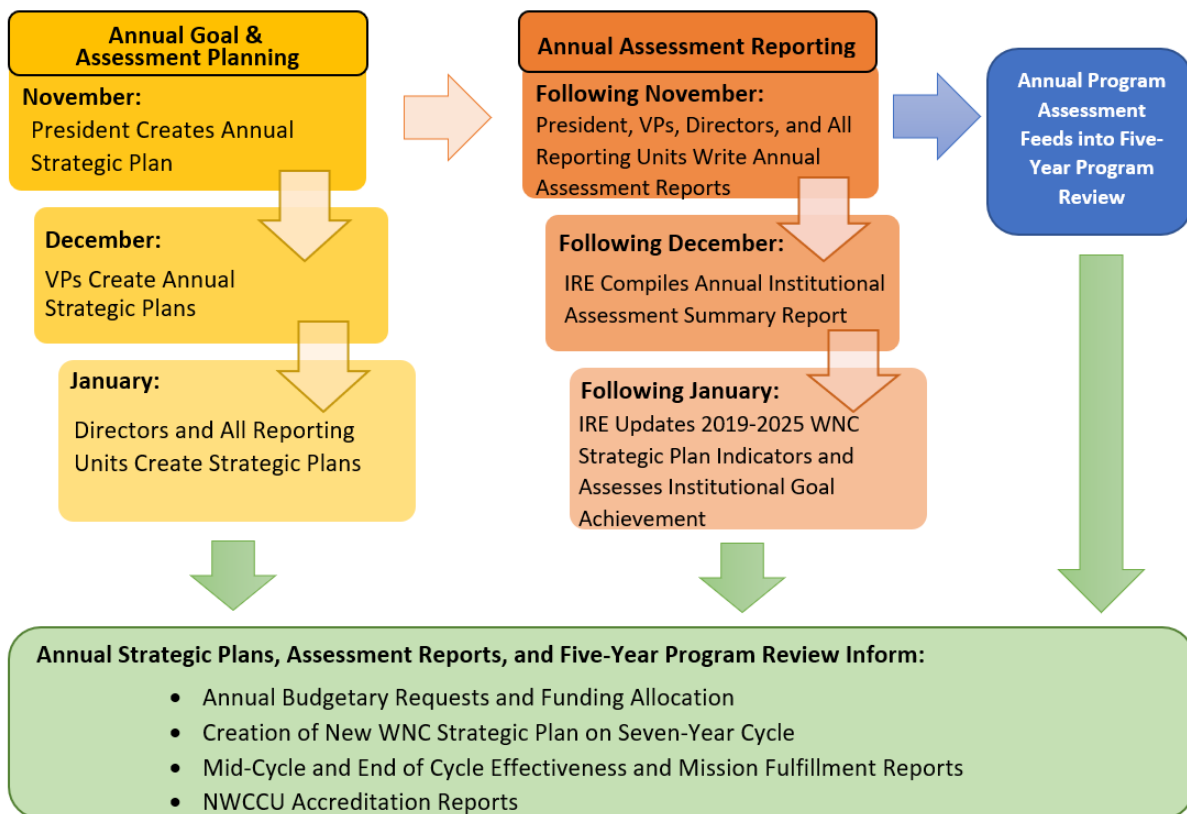 Annual Goal &
Assessment Planning
November:
President Creates Annual
Strategic Plan
December:
VPs Create Annual
Strategic Plans
January:
Directors and All Reporting
Units Create Strategic Plans
Annual Assessment Reporting
Following November:
President, VPs, Directors, and All
Reporting Units Write Annual
Assessment Reports
Following December:
IRE Compiles Annual Institutional
Assessment Summary Report
Following January:
IRE Updates 2019-2025 WNC
Strategic Plan Indicators and
Assesses Institutional Goal
Achievement
Annual Program
Assessment
Feeds into Five-
Year Program
Review
Annual Strategic Plans, Assessment Reports, and Five-Year Program Review Inform:
• Annual Budgetary Requests and Funding Allocation
• Creation of New WNC Strategic Plan on Seven-Year Cycle
• Mid-Cycle and End of Cycle Effectiveness and Mission Fulfillment Reports
• NWCCU Accreditation Reports